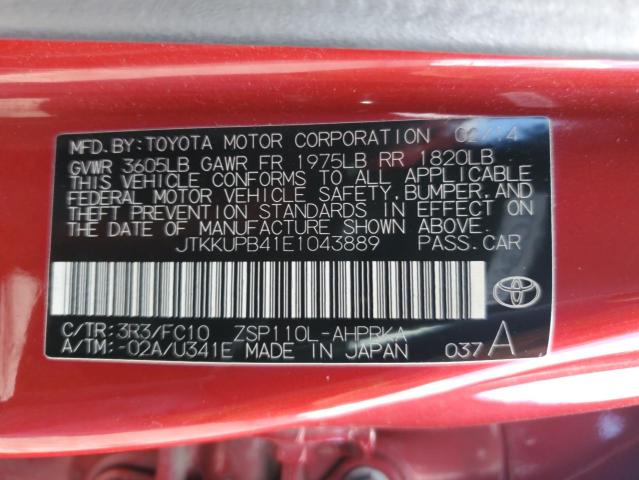 MFD.BY: TOYOTA MOTOR CORPORATION 02/14
GVWR 3605LB GAWR FR 1975LB RR 1820LB
THIS VEHICLE CONFORMS TO ALL APPLICABLE
FEDERAL MOTOR VEHICLE SAFETY, BUMPER, AND
THEFT PREVENTION STANDARDS IN EFFECT ON
THE DATE OF MANUFACTURE SHOWN ABOVE.
JTKKUPB41E1043889 PASS.CAR
C/TR: 3R3/FC10 ZSP110L-AHPRKA
A/TM: -02A/U341E MADE IN JAPAN 037 A